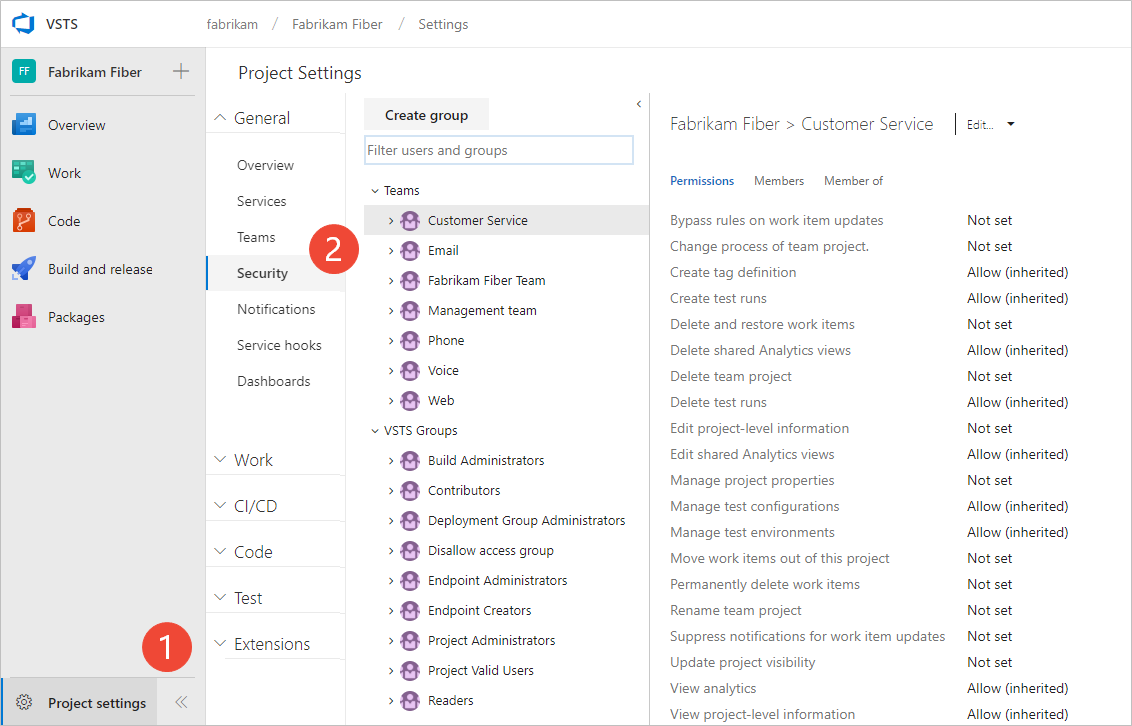 VSTS
fabrikam / Fabrikam Fiber / Settings
FF Fabrikam Fiber
Overview
Work
Code
Build and release
Packages
1
Project settings
Project Settings
General
Overview
Services
Teams
2
Security
Notifications
Service hooks
Dashboards
Work
CI/CD
Code
Test
Extensions
Create group
Filter users and groups
Teams
Customer Service
Email
Fabrikam Fiber Team
Management team
Phone
Voice
Web
VSTS Groups
Build Administrators
Contributors
Deployment Group Administrators
Disallow access group
Endpoint Administrators
Endpoint Creators
Project Administrators
Project Valid Users
Readers
Fabrikam Fiber > Customer Service Edit...
Permissions Members Member of
Bypass rules on work item updates Not set
Change process of team project. Not set
Create tag definition Allow (inherited)
Create test runs Allow (inherited)
Delete and restore work items Not set
Delete shared Analytics views Allow (inherited)
Delete team project Not set
Delete test runs Allow (inherited)
Edit project-level information Not set
Edit shared Analytics views Allow (inherited)
Manage project properties Not set
Manage test configurations Allow (inherited)
Manage test environments Allow (inherited)
Move work items out of this project Not set
Permanently delete work items Not set
Rename team project Not set
Suppress notifications for work item updates Not set
Update project visibility Not set
View analytics Allow (inherited)
View project-level information Allow (inherited)